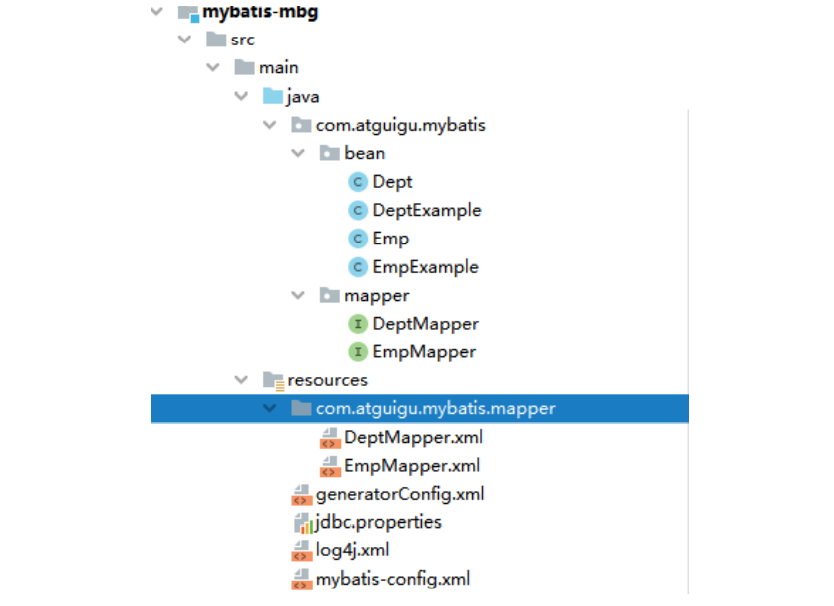 mybatis-mbg
src
main
java
com.atguigu.mybatis
bean
C Dept
C DeptExample
C Emp
C EmpExample
mapper
I DeptMapper
I EmpMapper
resources
com.atguigu.mybatis.mapper
DeptMapper.xml
EmpMapper.xml
generatorConfig.xml
jdbc.properties
log4j.xml
mybatis-config.xml